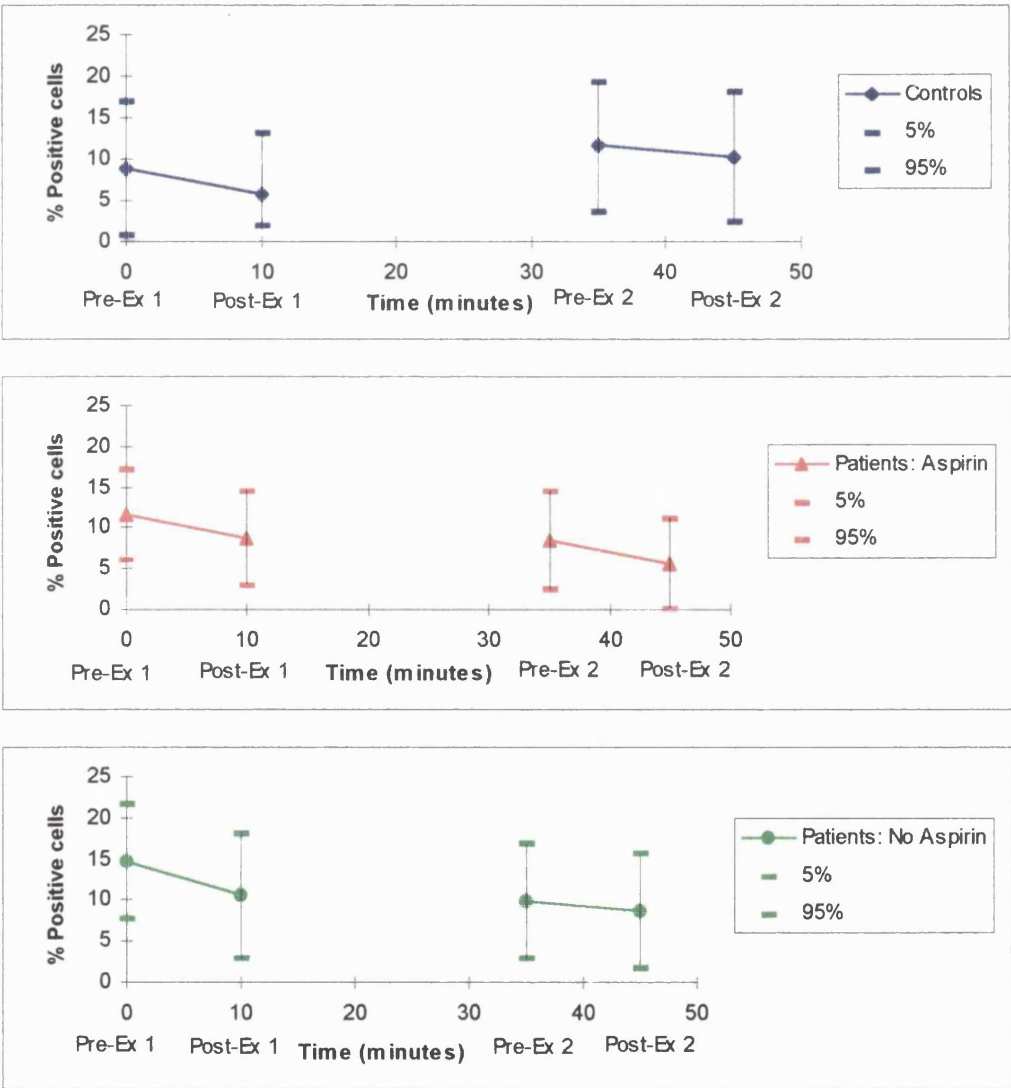 25
20
15
10
5
0
% Positive cells
0 10 20 30 40 50
Pre-Ex 1 Post-Ex 1 Time (minutes) Pre-Ex 2 Post-Ex 2
Controls
5%
95%
25
20
15
10
5
0
% Positive cells
0 10 20 30 40 50
Pre-Ex 1 Post-Ex 1 Time (minutes) Pre-Ex 2 Post-Ex 2
Patients: Aspirin
5%
95%
25
20
15
10
5
0
% Positive cells
0 10 20 30 40 50
Pre-Ex 1 Post-Ex 1 Time (minutes) Pre-Ex 2 Post-Ex 2
Patients: No Aspirin
5%
95%